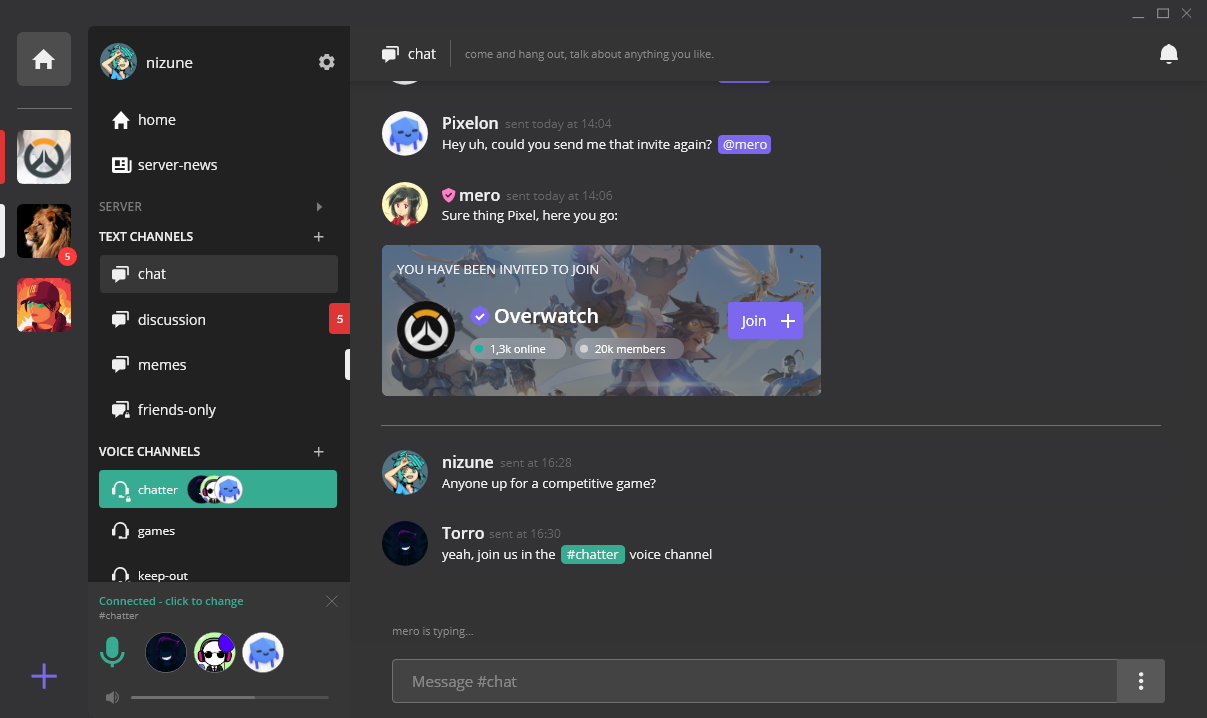 nizune
home
server-news
SERVER
TEXT CHANNELS
chat
discussion
5
memes
friends-only
VOICE CHANNELS
chatter
games
keep-out
Connected - click to change
#chatter
5
chat
come and hang out, talk about anything you like.
Pixelon sent today at 14:04
Hey uh, could you send me that invite again? @mero
mero sent today at 14:06
Sure thing Pixel, here you go:
YOU HAVE BEEN INVITED TO JOIN
Overwatch
Join
1,3k online
20k members
nizune sent at 16:28
Anyone up for a competitive game?
Torro sent at 16:30
yeah, join us in the #chatter voice channel
mero is typing...
Message #chat